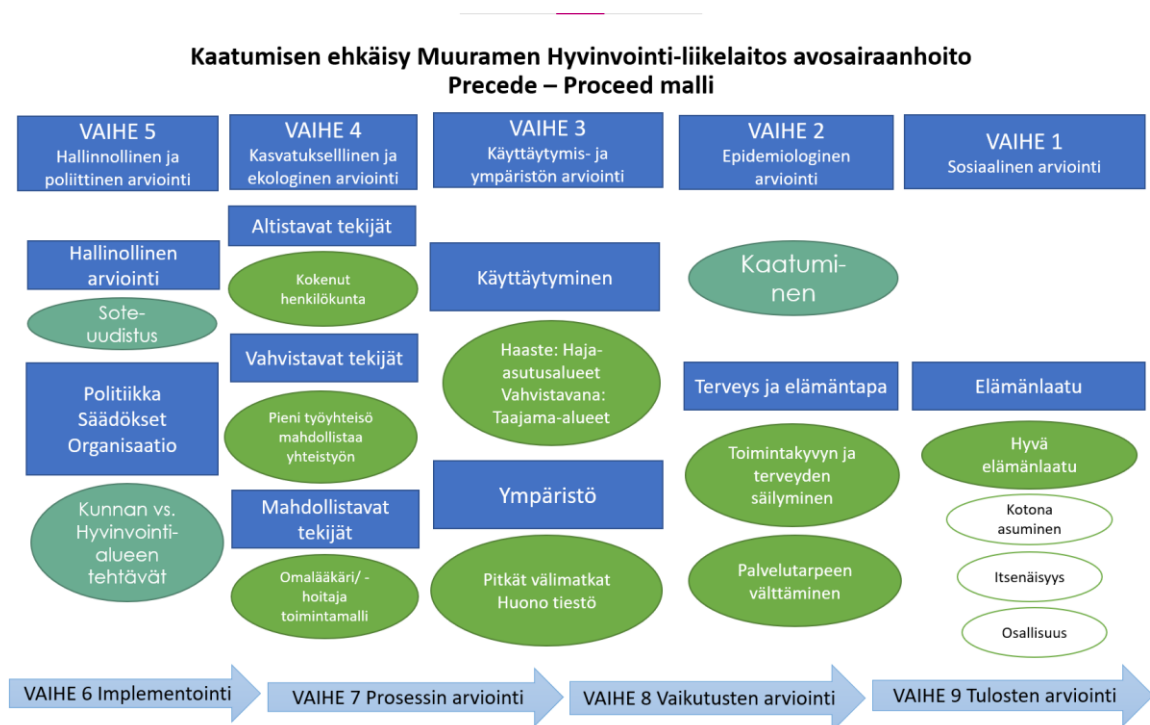 Kaatumisen ehkäisy Muuramen Hyvinvointi-liikelaitos avosairaanhoito
Precede – Proceed malli
VAIHE 5
Hallinnollinen ja
poliittinen arviointi
Hallinollinen
arviointi
Sote-
uudistus
Politiikka
Säädökset
Organisaatio
Kunnan vs.
Hyvinvointi-
alueen
tehtävät
VAIHE 4
Kasvatukselllinen ja
ekologinen arviointi
Altistavat tekijät
Kokenut
henkilökunta
Vahvistavat tekijät
Pieni työyhteisö
mahdollistaa
yhteistyön
Mahdollistavat
tekijät
Omalääkäri/ -
hoitaja
toimintamalli
VAIHE 3
Käyttäytymis- ja
ympäristön arviointi
Käyttäytyminen
Haaste: Haja-
asutusalueet
Vahvistavana:
Taajama-alueet
Ympäristö
Pitkät välimatkat
Huono tiestö
VAIHE 2
Epidemiologinen
arviointi
Kaatumi-
nen
Terveys ja elämäntapa
Toimintakyvyn ja
terveyden
säilyminen
Palvelutarpeen
välttäminen
VAIHE 1
Sosiaalinen arviointi
Elämänlaatu
Hyvä
elämänlaatu
Kotona
asuminen
Itsenäisyys
Osallisuus
VAIHE 6 Implementointi
VAIHE 7 Prosessin arviointi
VAIHE 8 Vaikutusten arviointi
VAIHE 9 Tulosten arviointi